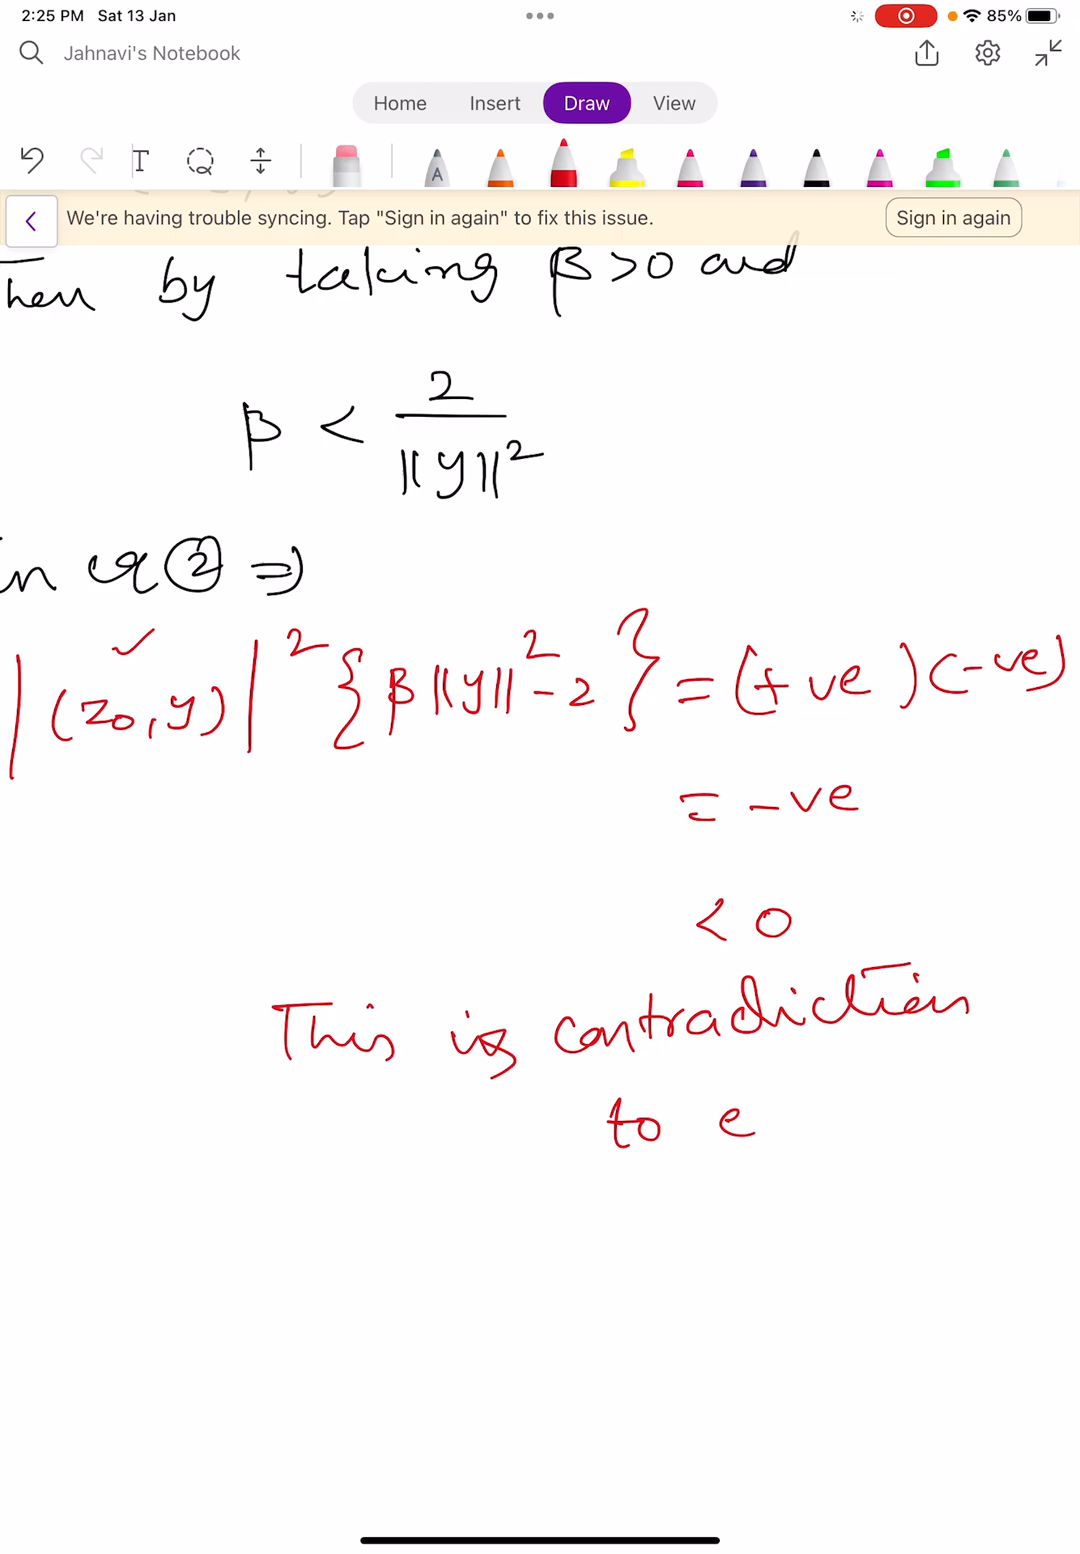 2:25 PM Sat 13 Jan
85%
Jahnavi's Notebook
Home Insert Draw View
T
A
We're having trouble syncing. Tap "Sign in again" to fix this issue.
Sign in again
Then by taking β > 0 and
β < 2 / ||y||²
in eq ② ⇒
|(z₀, y)|² {β ||y||² - 2} = (+ve) (-ve)
= -ve
< 0
This is contradiction
to e